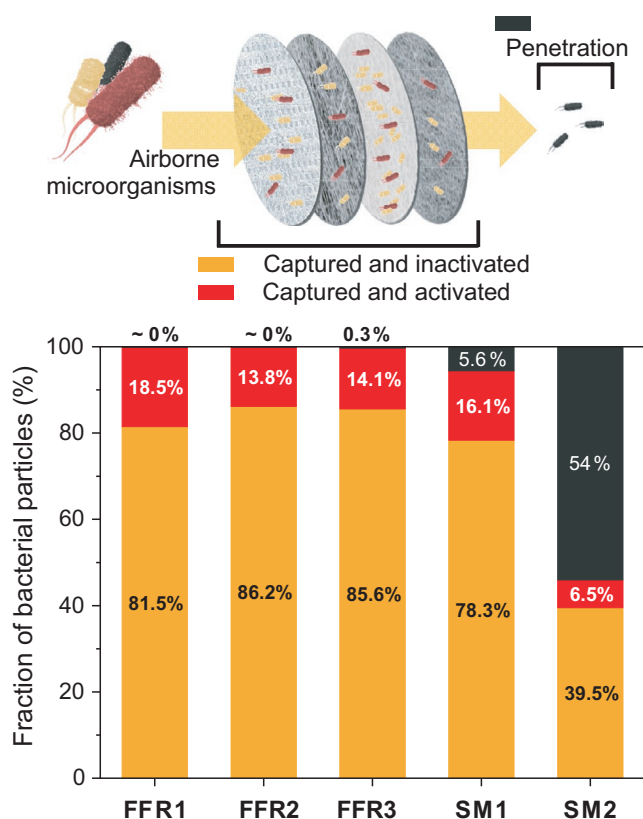 Penetration
Airborne
microorganisms
Captured and inactivated
Captured and activated
~ 0 %
~ 0 %
0.3 %
100
80
60
40
20
0
Fraction of bacterial particles (%)
18.5%
13.8%
14.1%
5.6 %
16.1%
54 %
6.5%
81.5%
86.2%
85.6%
78.3%
39.5%
FFR1 FFR2 FFR3 SM1 SM2